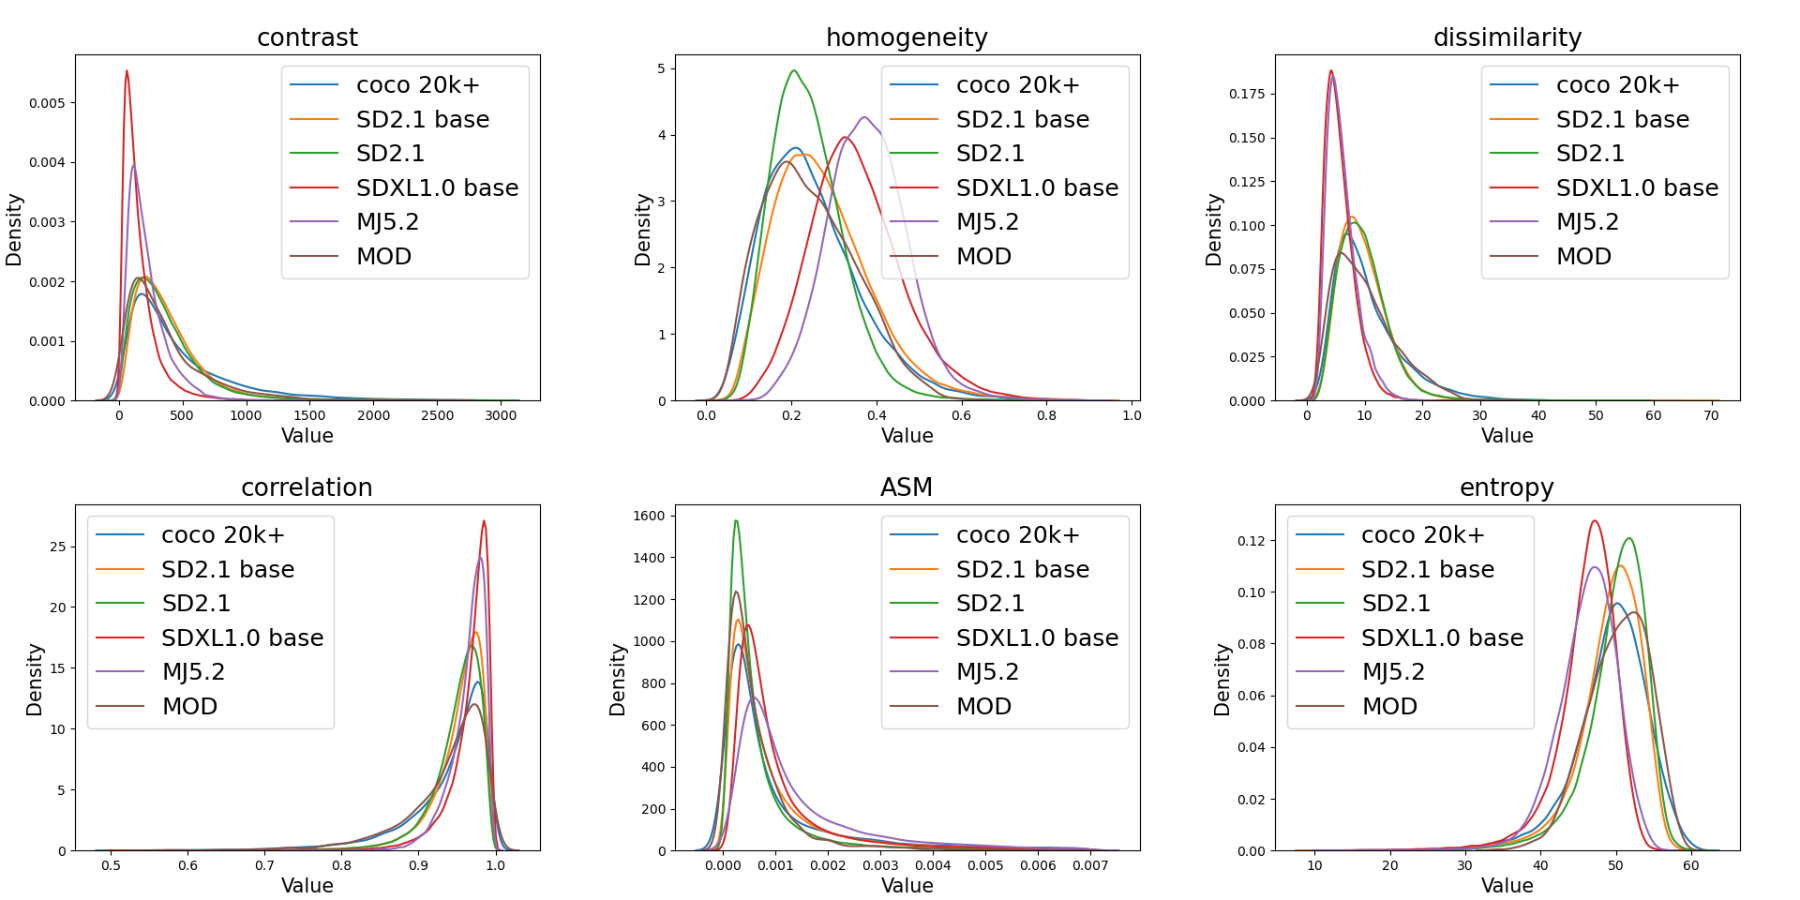 contrast
Density
0.005
0.004
0.003
0.002
0.001
0.000
coco 20k+
SD2.1 base
SD2.1
SDXL1.0 base
MJ5.2
MOD
0 500 1000 1500 2000 2500 3000
Value
homogeneity
Density
5
4
3
2
1
0
coco 20k+
SD2.1 base
SD2.1
SDXL1.0 base
MJ5.2
MOD
0.0 0.2 0.4 0.6 0.8 1.0
Value
dissimilarity
Density
0.175
0.150
0.125
0.100
0.075
0.050
0.025
0.000
coco 20k+
SD2.1 base
SD2.1
SDXL1.0 base
MJ5.2
MOD
0 10 20 30 40 50 60 70
Value
correlation
Density
25
20
15
10
5
0
coco 20k+
SD2.1 base
SD2.1
SDXL1.0 base
MJ5.2
MOD
0.5 0.6 0.7 0.8 0.9 1.0
Value
ASM
Density
1600
1400
1200
1000
800
600
400
200
0
coco 20k+
SD2.1 base
SD2.1
SDXL1.0 base
MJ5.2
MOD
0.000 0.001 0.002 0.003 0.004 0.005 0.006 0.007
Value
entropy
Density
0.12
0.10
0.08
0.06
0.04
0.02
0.00
coco 20k+
SD2.1 base
SD2.1
SDXL1.0 base
MJ5.2
MOD
10 20 30 40 50 60
Value